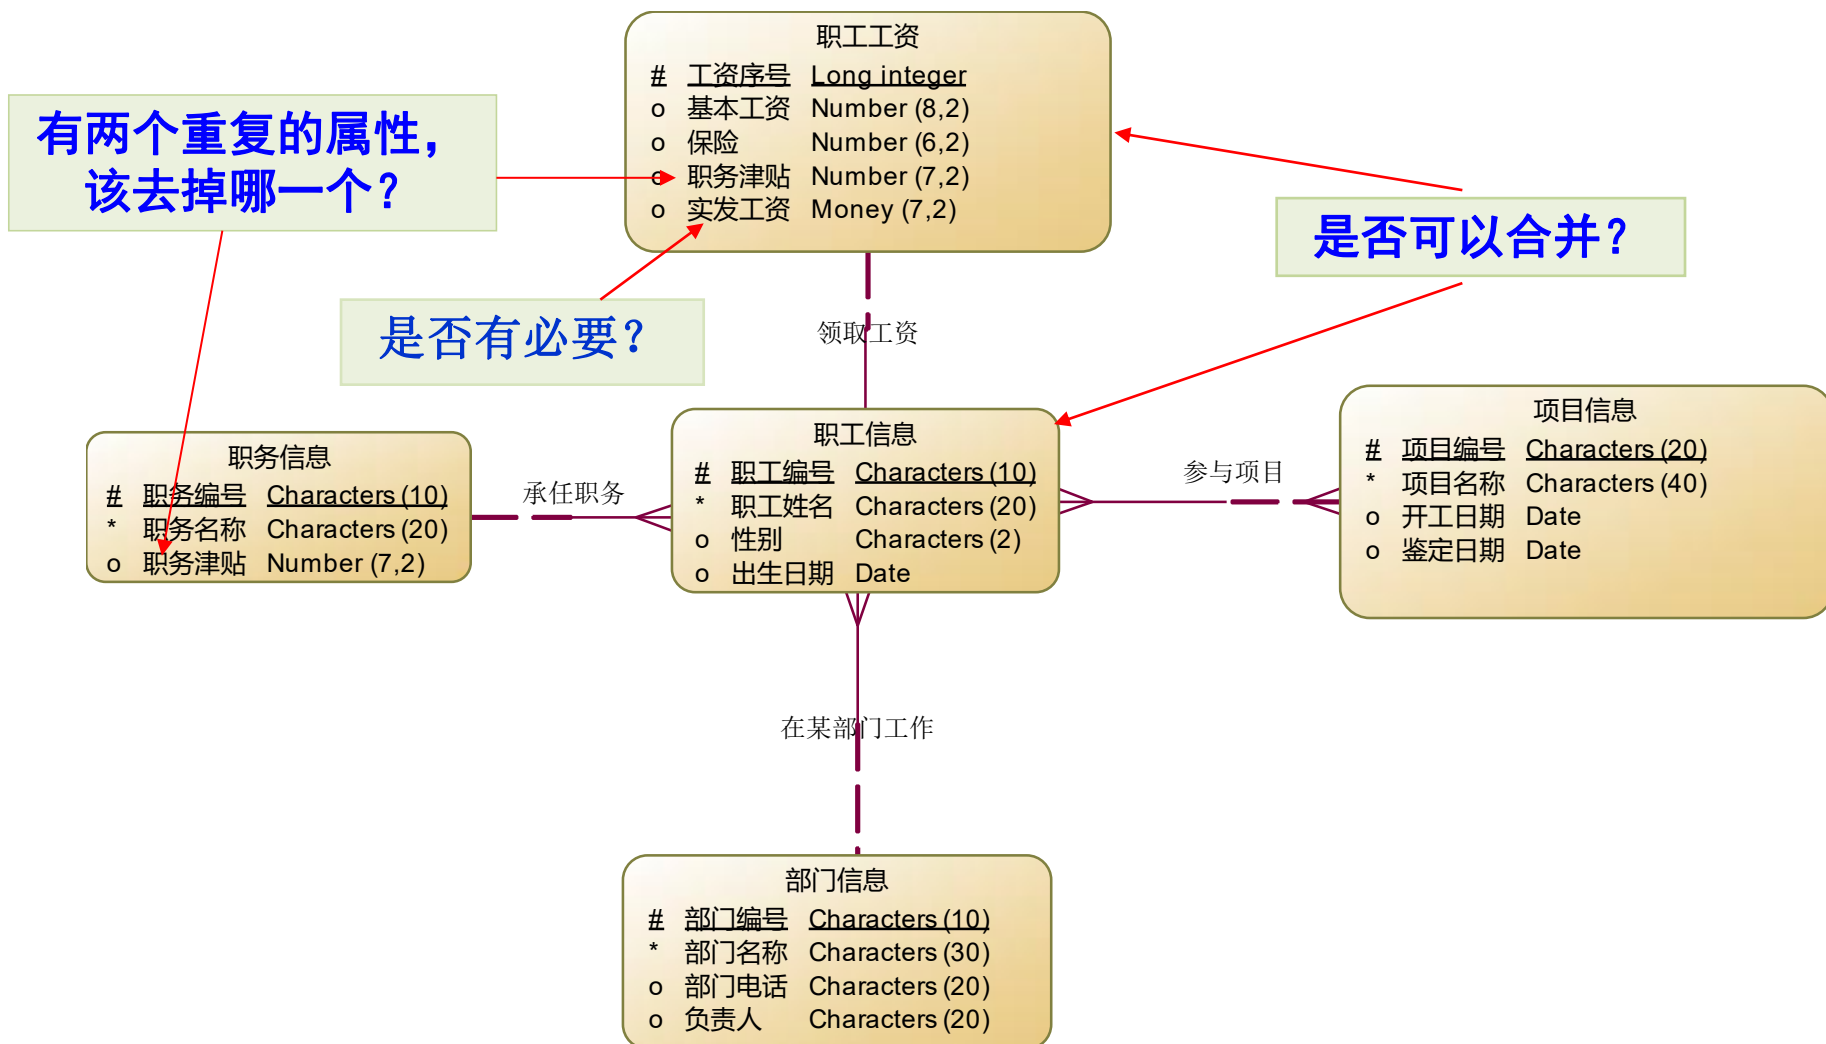 职工工资
# 工资序号 Long integer
o 基本工资 Number (8,2)
o 保险 Number (6,2)
o 职务津贴 Number (7,2)
o 实发工资 Money (7,2)
有两个重复的属性，
该去掉哪一个？
是否可以合并？
是否有必要？
领取工资
职务信息
# 职务编号 Characters (10)
* 职务名称 Characters (20)
o 职务津贴 Number (7,2)
承任职务
职工信息
# 职工编号 Characters (10)
* 职工姓名 Characters (20)
o 性别 Characters (2)
o 出生日期 Date
参与项目
项目信息
# 项目编号 Characters (20)
* 项目名称 Characters (40)
o 开工日期 Date
o 鉴定日期 Date
在某部门工作
部门信息
# 部门编号 Characters (10)
* 部门名称 Characters (30)
o 部门电话 Characters (20)
o 负责人 Characters (20)